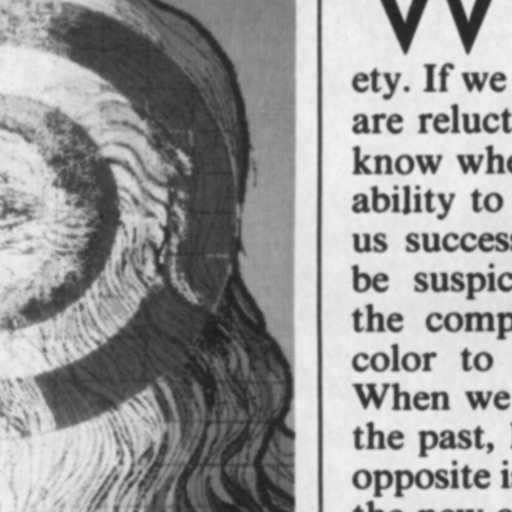 W
ety. If we
are reluct
know whe
ability to
us success
be suspic
the comp
color to
When we
the past,
opposite i